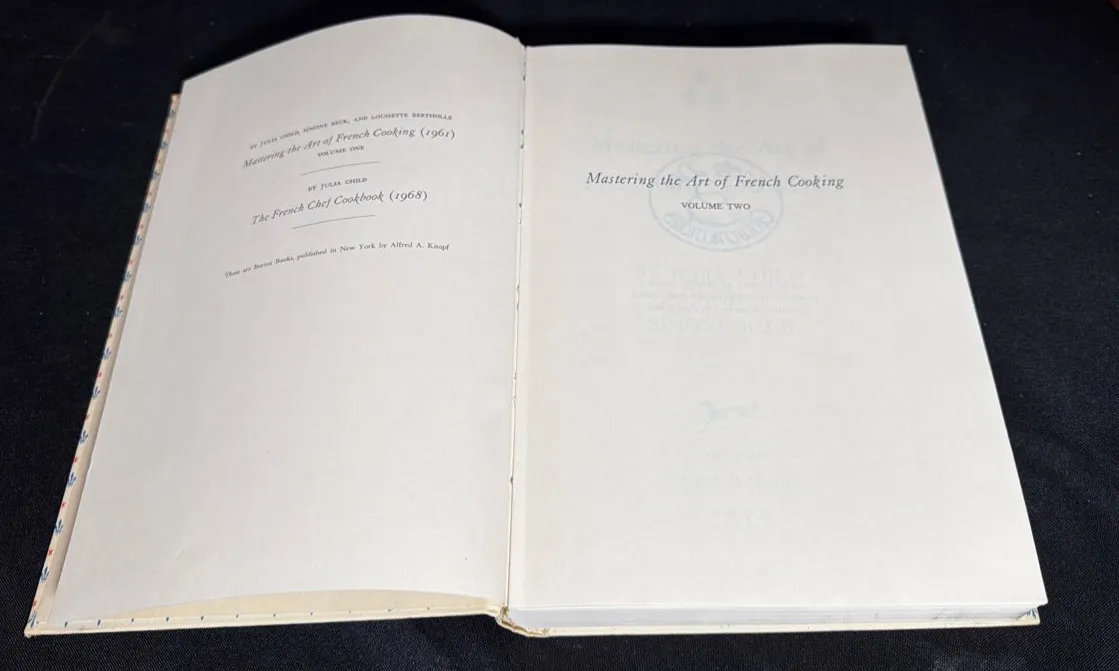 BY JULIA CHILD, SIMONE BECK, AND LOUISETTE BERTHOLLE
Mastering the Art of French Cooking (1961)
VOLUME ONE
BY JULIA CHILD
The French Chef Cookbook (1968)
These are Borzoi Books, published in New York by Alfred A. Knopf
Mastering the Art of French Cooking
VOLUME TWO